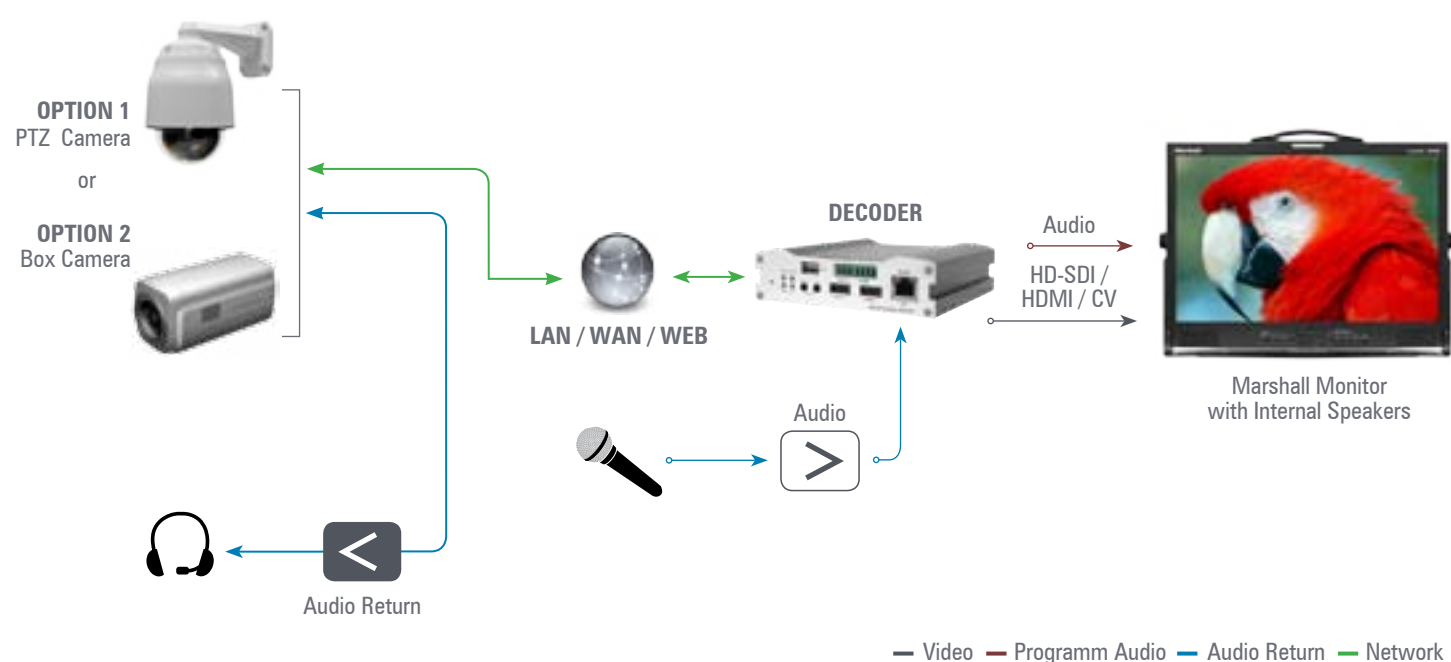 OPTION 1
PTZ Camera
or
OPTION 2
Box Camera
LAN / WAN / WEB
DECODER
Audio
HD-SDI /
HDMI / CV
Marshall Monitor
with Internal Speakers
Audio
>
<
Audio Return
Video
Programm Audio
Audio Return
Network